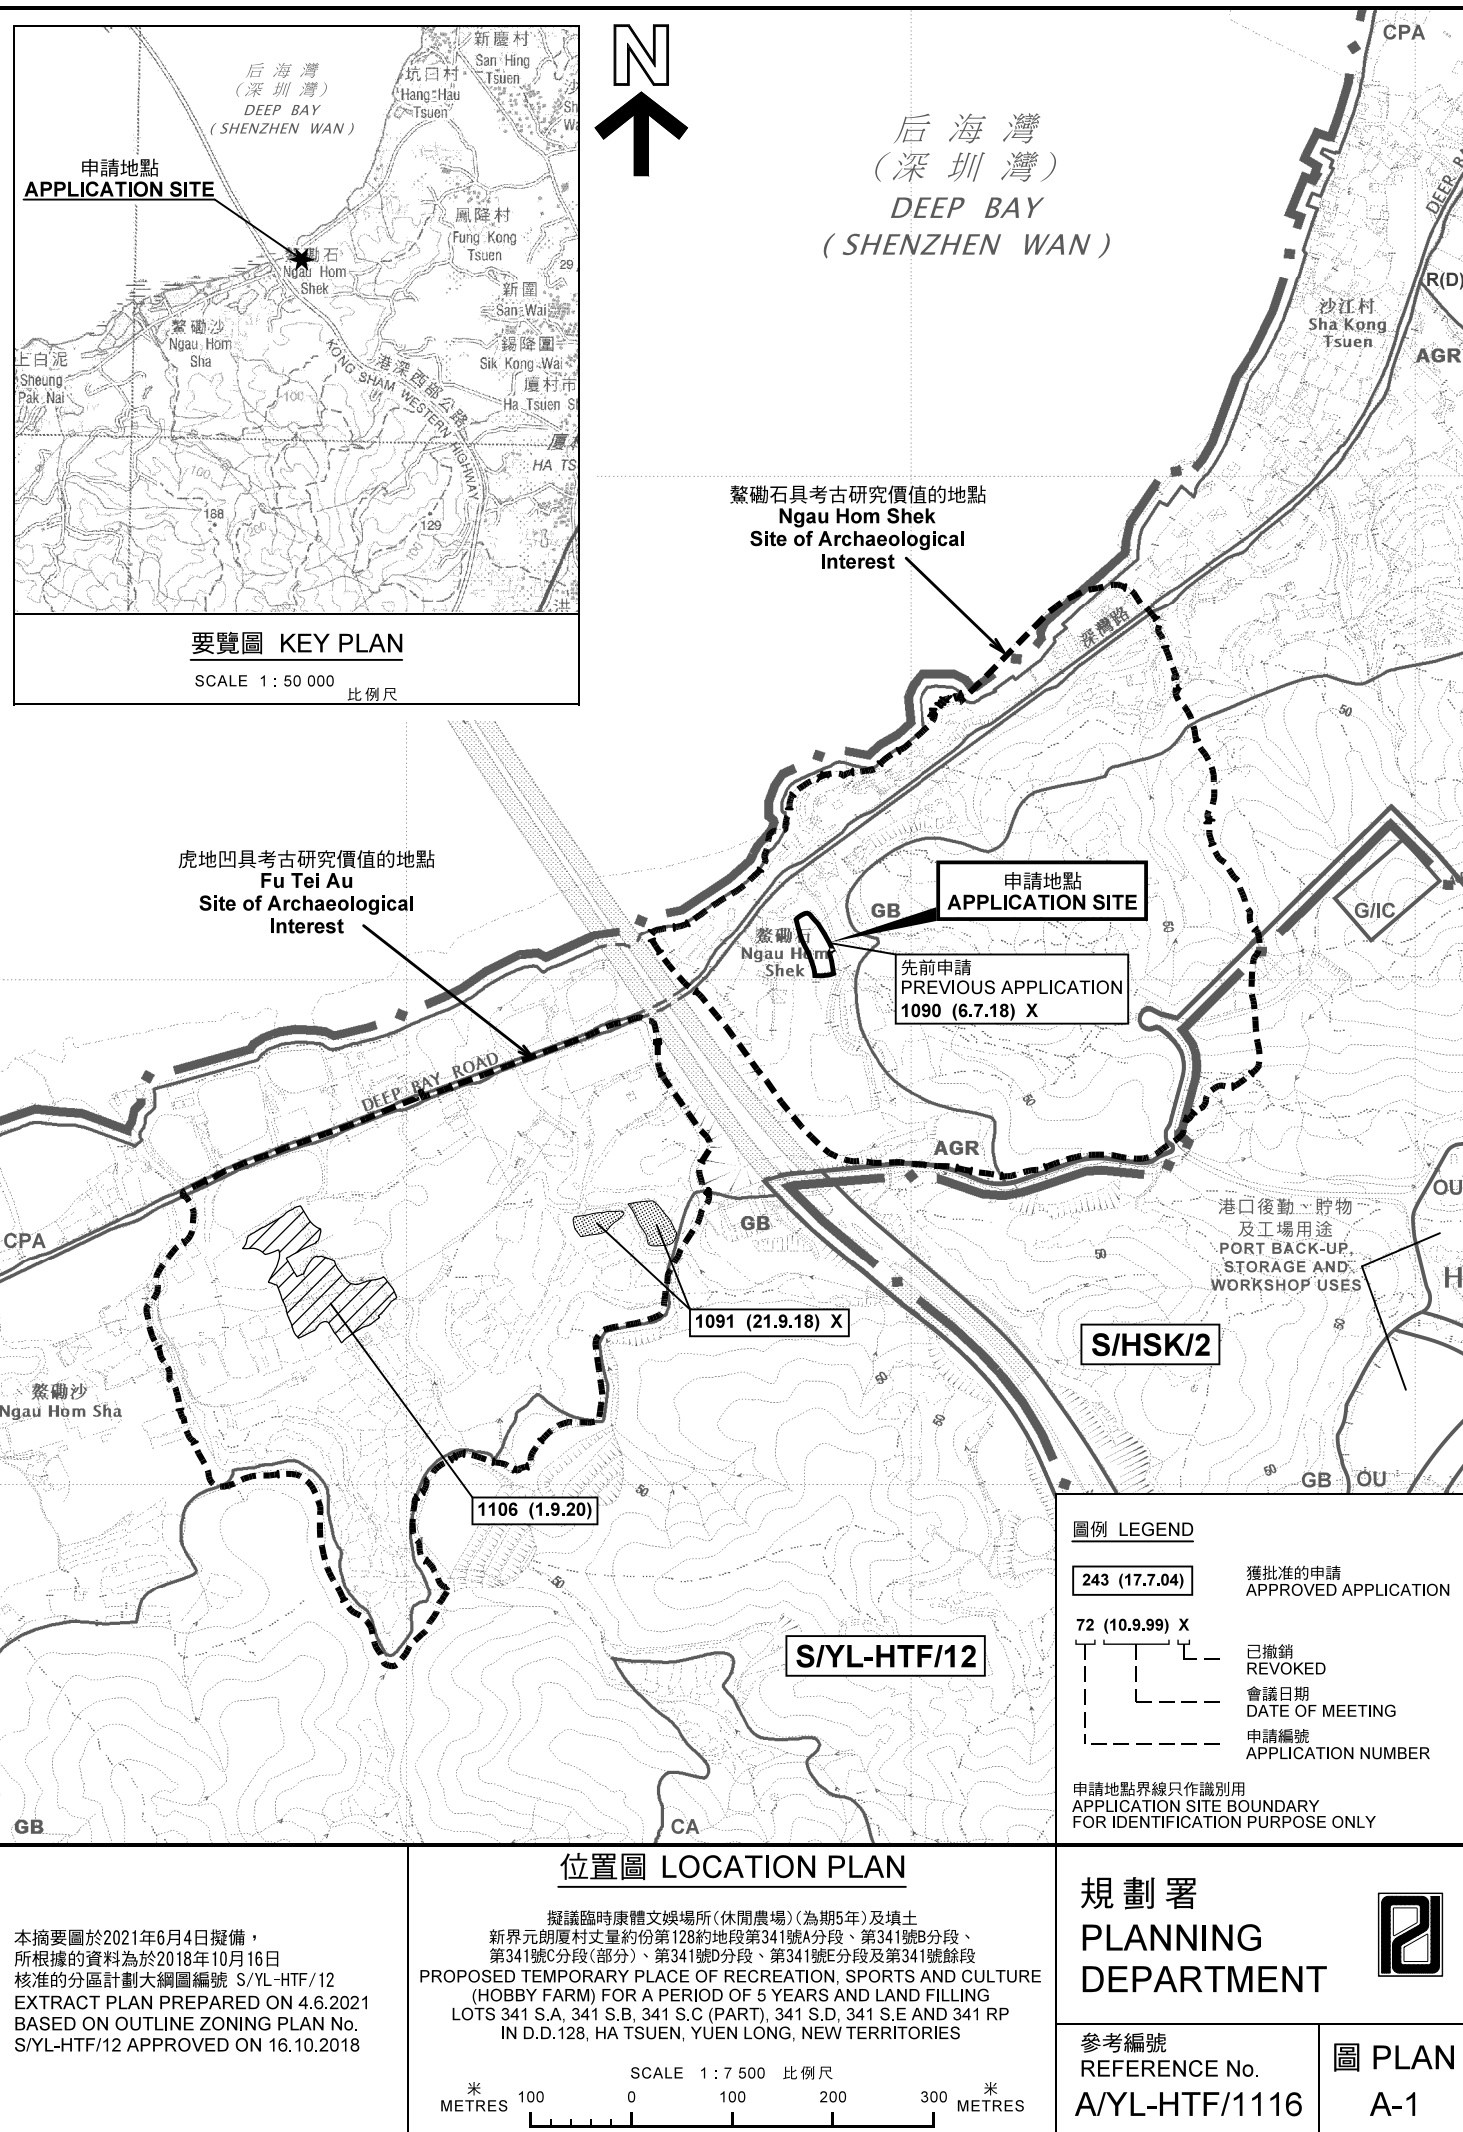 后海灣
(深圳灣)
DEEP BAY
(SHENZHEN WAN)
新慶村
San Hing
Tsuen
坑口村
Hang Hau
Tsuen
申請地點
APPLICATION SITE
鳳降村
Fung Kong
Tsuen
29
Ngau Hom
Shek
新圍
San Wai
鰲磡沙
Ngau Hom
Sha
錫降圍
Sik Kong Wai
上白泥
Sheung
Pak Nai
港深西部公路
KONG SHAM WESTERN HIGHWAY
廈村市
Ha Tsuen S
100
HA TS
100
188
129
100
要覽圖 KEY PLAN
SCALE 1 : 50 000 比例尺
N
后海灣
(深圳灣)
DEEP BAY
(SHENZHEN WAN)
CPA
DEEP B
R(D)
沙江村
Sha Kong
Tsuen
AGR
鰲磡石具考古研究價值的地點
Ngau Hom Shek
Site of Archaeological
Interest
深灣路
50
虎地凹具考古研究價值的地點
Fu Tei Au
Site of Archaeological
Interest
申請地點
APPLICATION SITE
GB
G/IC
鰲磡石
Ngau Hom
Shek
50
先前申請
PREVIOUS APPLICATION
1090 (6.7.18) X
DEEP BAY ROAD
50
AGR
GB
OU
港口後勤、貯物
及工場用途
PORT BACK-UP,
STORAGE AND
WORKSHOP USES
CPA
50
H
1091 (21.9.18) X
S/HSK/2
50
鰲磡沙
Ngau Hom Sha
50
50
50
GB
OU
1106 (1.9.20)
50
50
S/YL-HTF/12
GB
CA
圖例 LEGEND
243 (17.7.04)
獲批准的申請
APPROVED APPLICATION
72 (10.9.99) X
已撤銷
REVOKED
會議日期
DATE OF MEETING
申請編號
APPLICATION NUMBER
申請地點界線只作識別用
APPLICATION SITE BOUNDARY
FOR IDENTIFICATION PURPOSE ONLY
本摘要圖於2021年6月4日擬備，
所根據的資料為於2018年10月16日
核准的分區計劃大綱圖編號 S/YL-HTF/12
EXTRACT PLAN PREPARED ON 4.6.2021
BASED ON OUTLINE ZONING PLAN No.
S/YL-HTF/12 APPROVED ON 16.10.2018
位置圖 LOCATION PLAN
擬議臨時康體文娛場所(休閒農場)(為期5年)及填土
新界元朗厦村丈量約份第128約地段第341號A分段、第341號B分段、
第341號C分段(部分)、第341號D分段、第341號E分段及第341號餘段
PROPOSED TEMPORARY PLACE OF RECREATION, SPORTS AND CULTURE
(HOBBY FARM) FOR A PERIOD OF 5 YEARS AND LAND FILLING
LOTS 341 S.A, 341 S.B, 341 S.C (PART), 341 S.D, 341 S.E AND 341 RP
IN D.D.128, HA TSUEN, YUEN LONG, NEW TERRITORIES
SCALE 1 : 7 500 比例尺
米
METRES 100 0 100 200 300 米
METRES
規劃署
PLANNING
DEPARTMENT
參考編號
REFERENCE No.
A/YL-HTF/1116
圖 PLAN
A-1